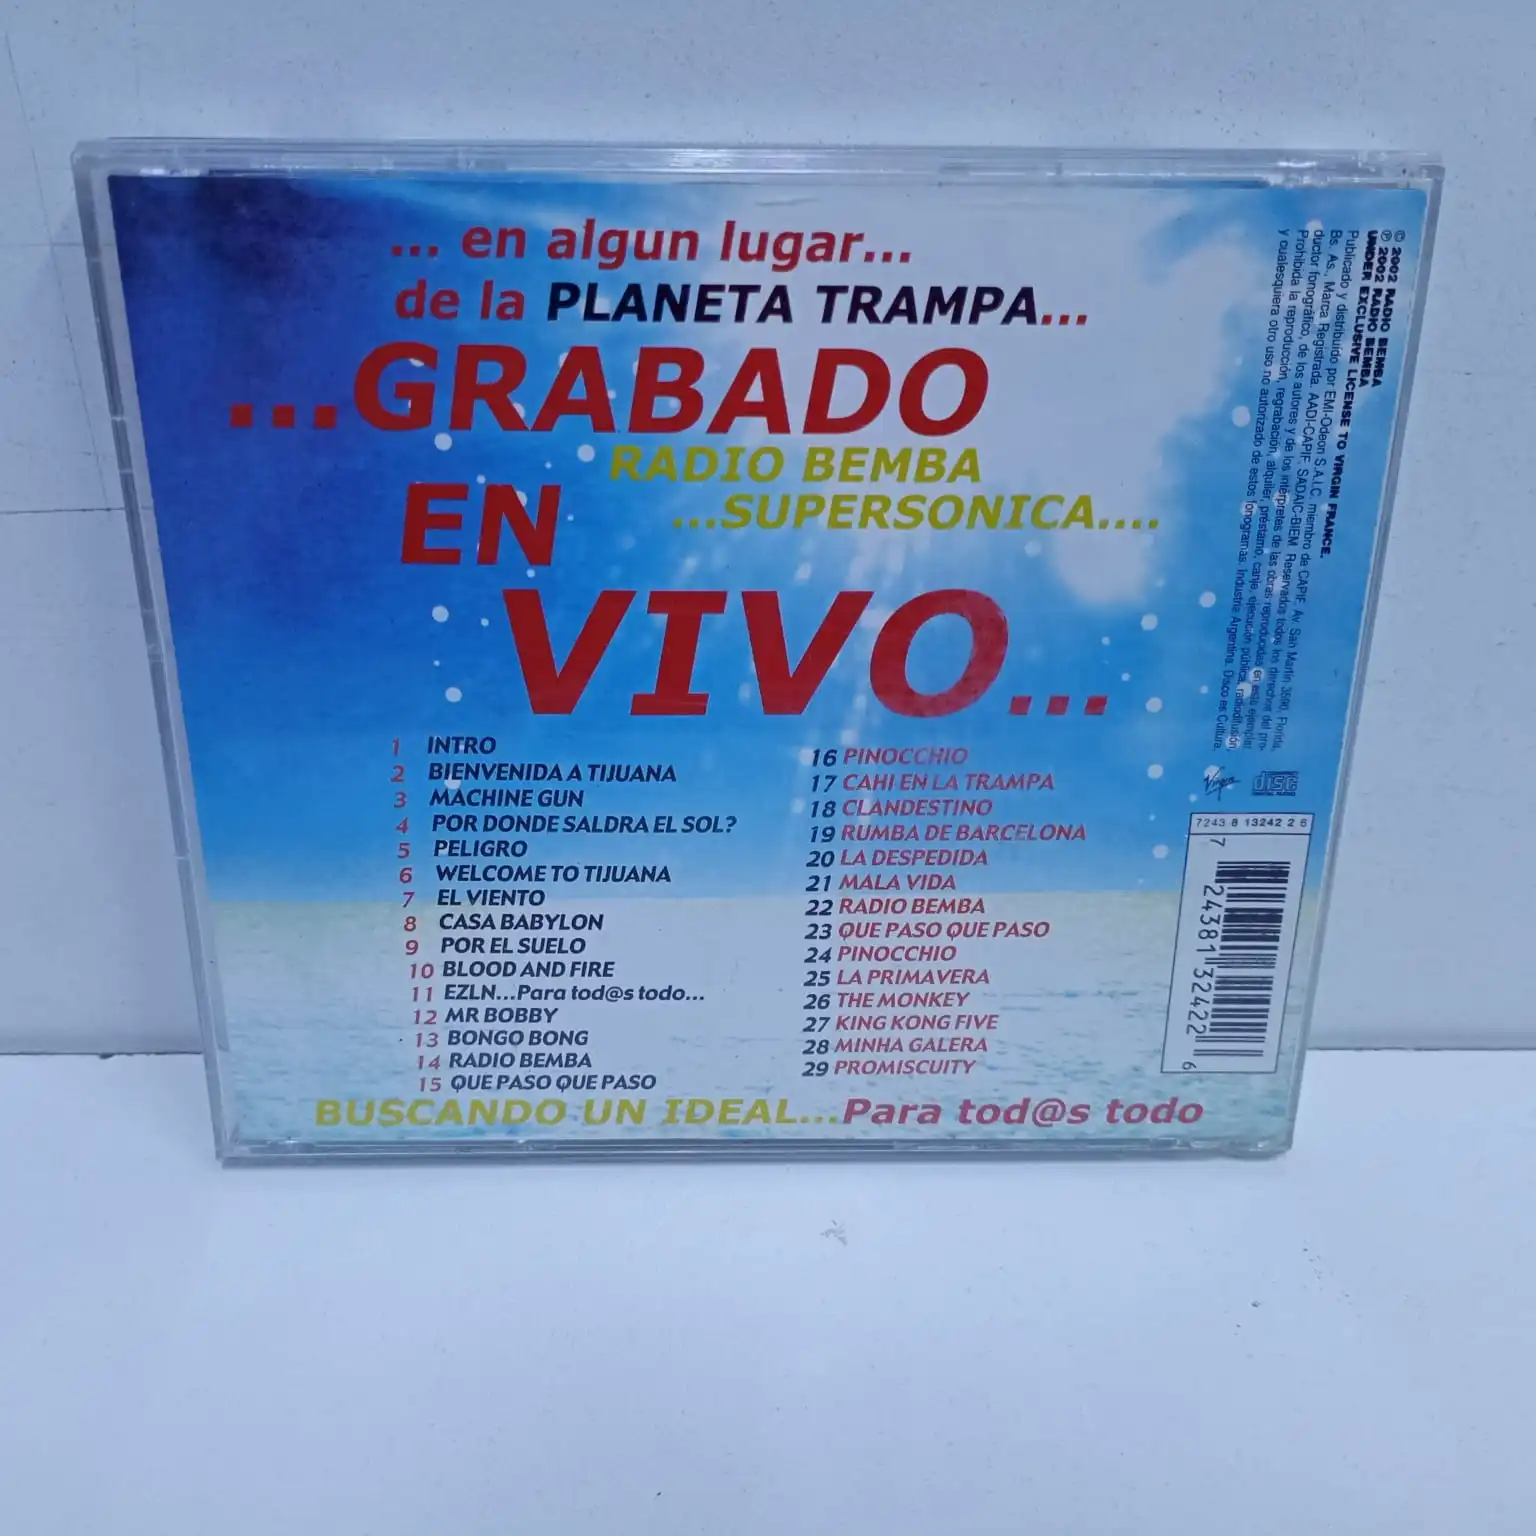 ... en algun lugar...
de la PLANETA TRAMPA...
...GRABADO
RADIO BEMBA
EN
...SUPERSONICA....
VIVO...
1 INTRO
2 BIENVENIDA A TIJUANA
3 MACHINE GUN
4 POR DONDE SALDRA EL SOL?
5 PELIGRO
6 WELCOME TO TIJUANA
7 EL VIENTO
8 CASA BABYLON
9 POR EL SUELO
10 BLOOD AND FIRE
11 EZLN...Para tod@s todo...
12 MR BOBBY
13 BONGO BONG
14 RADIO BEMBA
15 QUE PASO QUE PASO
16 PINOCCHIO
17 CAHI EN LA TRAMPA
18 CLANDESTINO
19 RUMBA DE BARCELONA
20 LA DESPEDIDA
21 MALA VIDA
22 RADIO BEMBA
23 QUE PASO QUE PASO
24 PINOCCHIO
25 LA PRIMAVERA
26 THE MONKEY
27 KING KONG FIVE
28 MINHA GALERA
29 PROMISCUITY
BUSCANDO UN IDEAL...Para tod@s todo
© 2002 RADIO BEMBA
℗ 2002 RADIO BEMBA
UNDER EXCLUSIVE LICENSE TO VIRGIN FRANCE.
Publicado y distribuído por EMI-Odeon S.A.I.C. miembro de CAPIF. Av. San Martín 3590, Florida,
Bs. As., Marca Registrada. AADI-CAPIF, SADAIC-BIEM. Reservados todos los derechos del pro-
ductor fonográfico, de los autores y de los intérpretes de las obras reproducidas en este ejemplar.
Prohibida la reproducción, regrabación, alquiler, préstamo, canje, ejecución pública, radiodifusión,
y cualesquiera otro uso no autorizado de estos fonogramas. Industria Argentina. Disco es Cultura.
Virgin
disc
DIGITAL AUDIO
7243 8 13242 2 6
7 24381 32422 6